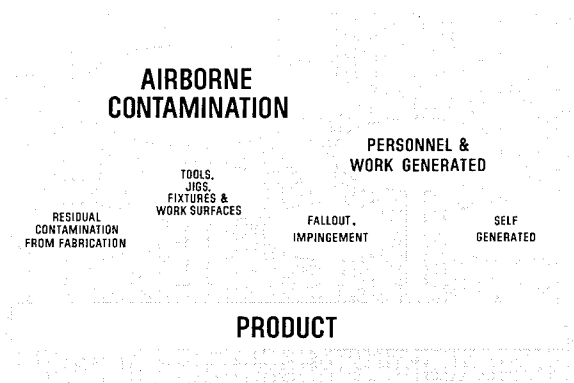 AIRBORNE
CONTAMINATION
PERSONNEL &
WORK GENERATED
TOOLS,
JIGS,
FIXTURES &
WORK SURFACES
RESIDUAL
CONTAMINATION
FROM FABRICATION
FALLOUT,
IMPINGEMENT
SELF
GENERATED
PRODUCT